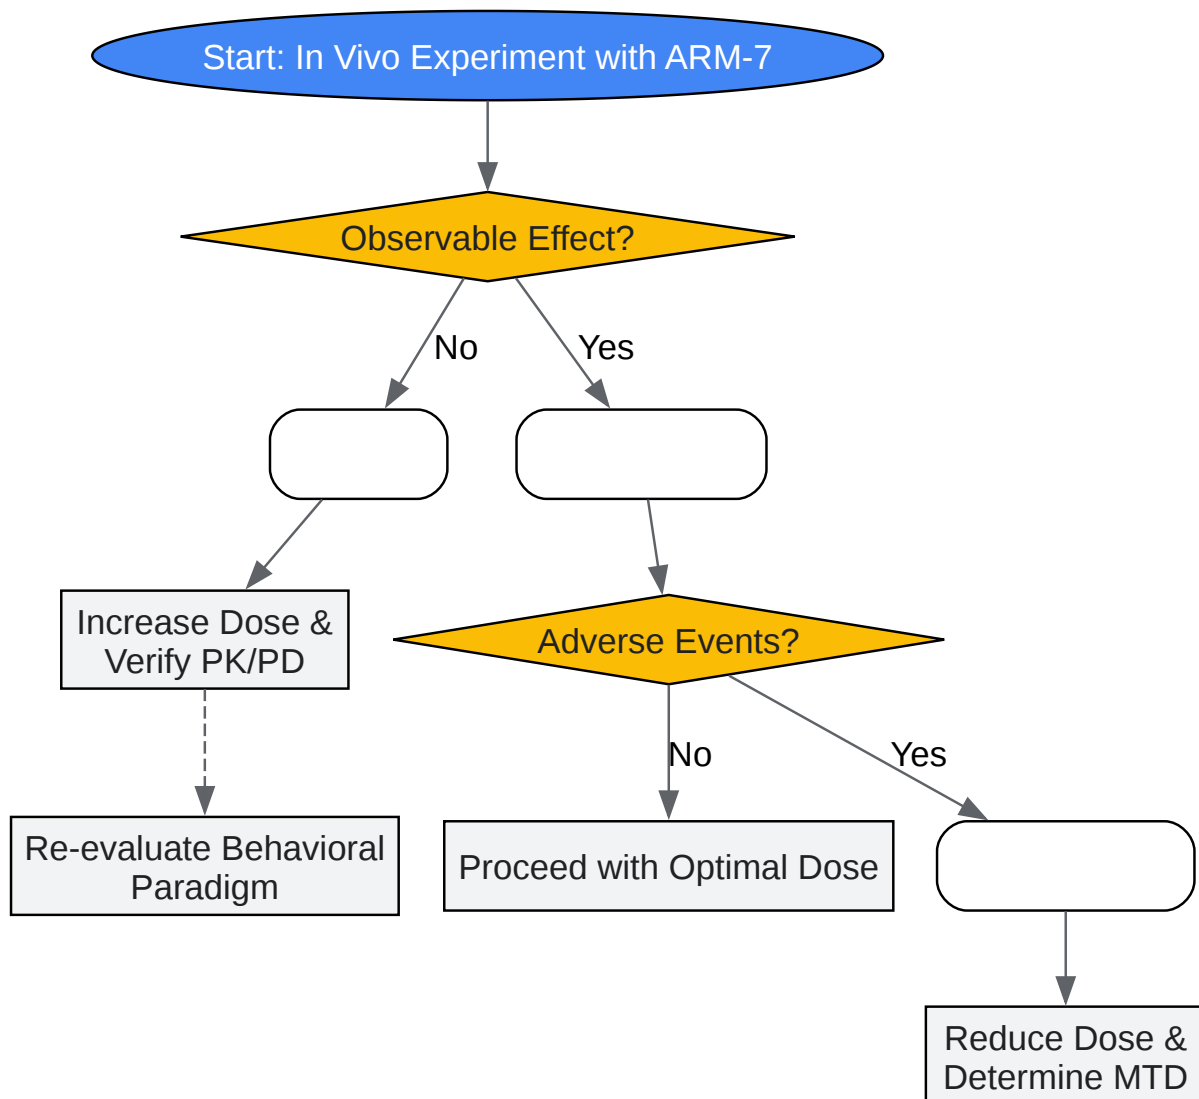 Start: In Vivo Experiment with ARM-7
Observable Effect?
No
Yes
Increase Dose &
Verify PK/PD
Adverse Events?
No
Yes
Re-evaluate Behavioral
Paradigm
Proceed with Optimal Dose
Reduce Dose &
Determine MTD